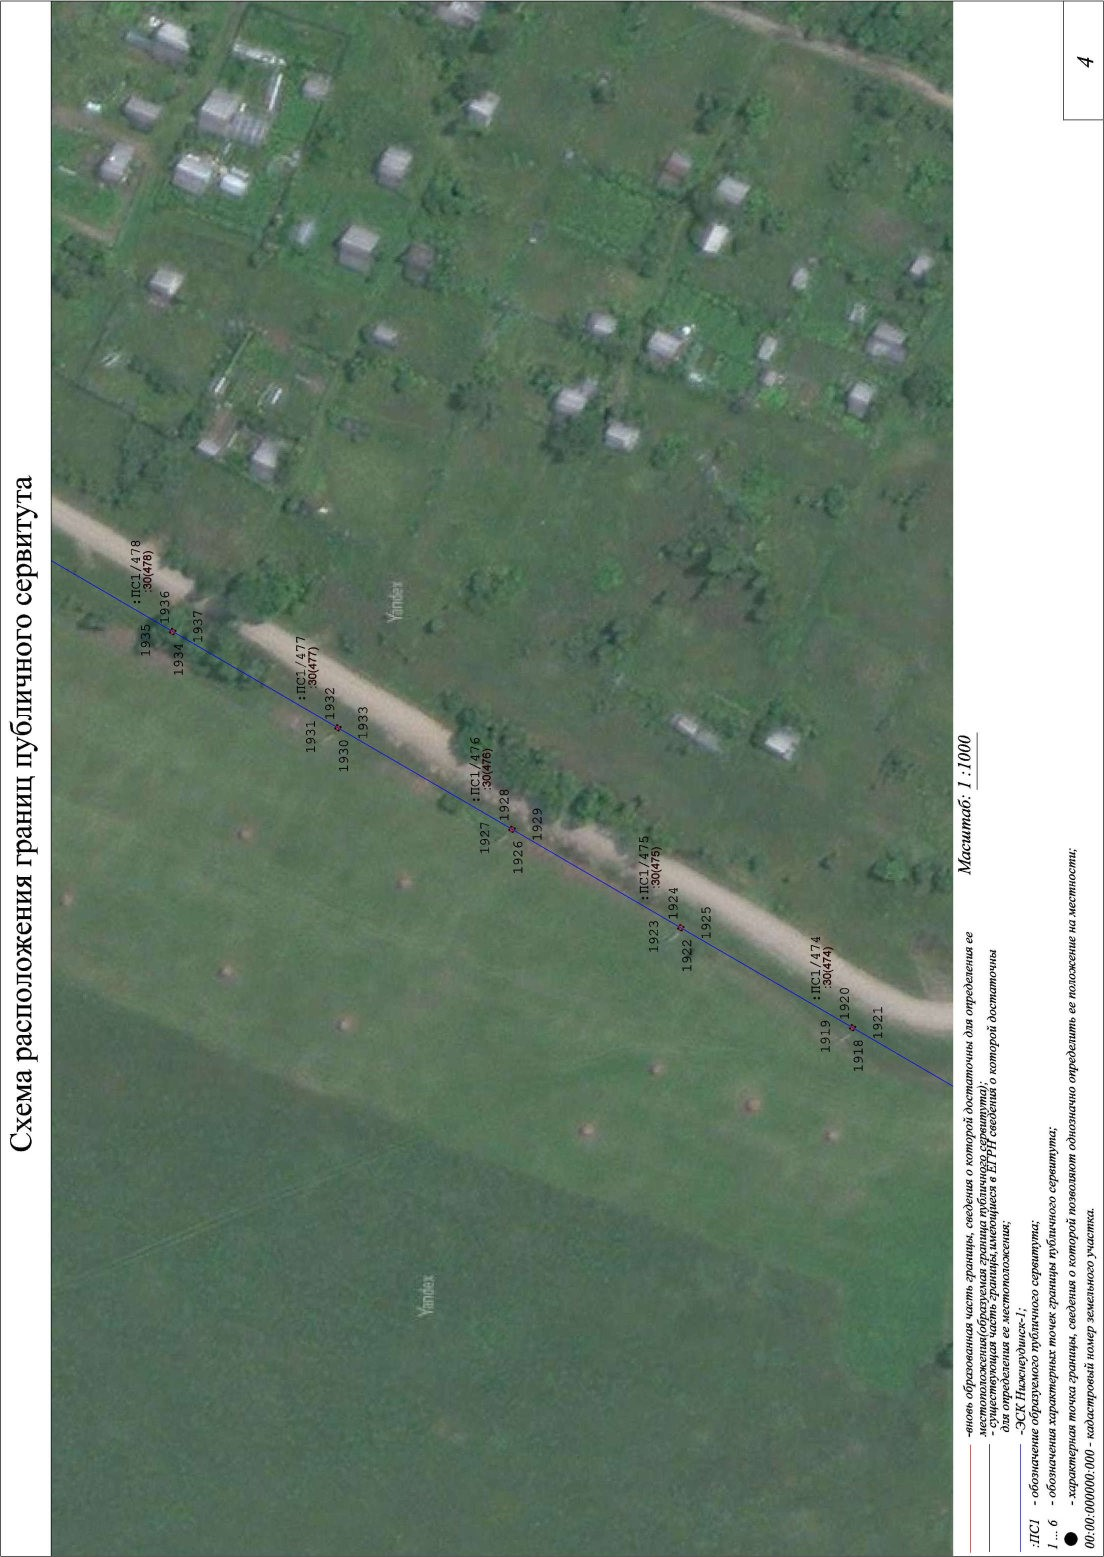 Схема расположения границ публичного сервитута
:ПС1/474
:30(474)
1919
1920
1918
1921
:ПС1/475
:30(475)
1923
1924
1922
1925
:ПС1/476
:30(476)
1927
1928
1926
1929
:ПС1/477
:30(477)
1931
1932
1930
1933
:ПС1/478
:30(478)
1935
1936
1934
1937
Yandex
Yandex
Масштаб: 1 :1000
-вновь образованная часть границы, сведения о которой достаточны для определения ее
местоположения(образуемая граница публичного сервитута);
- существующая часть границы,имеющиеся в ЕГРН сведения о которой достаточны
для определения ее местоположения;
-ЭСК Нижнеудинск-1;
:ПС1 - обозначение образуемого публичного сервитута;
1 ... 6 - обозначения характерных точек границы публичного сервитута;
- характерная точка границы, сведения о которой позволяют однозначно определить ее положение на местности;
00:00:000000:000 - кадастровый номер земельного участка.
4